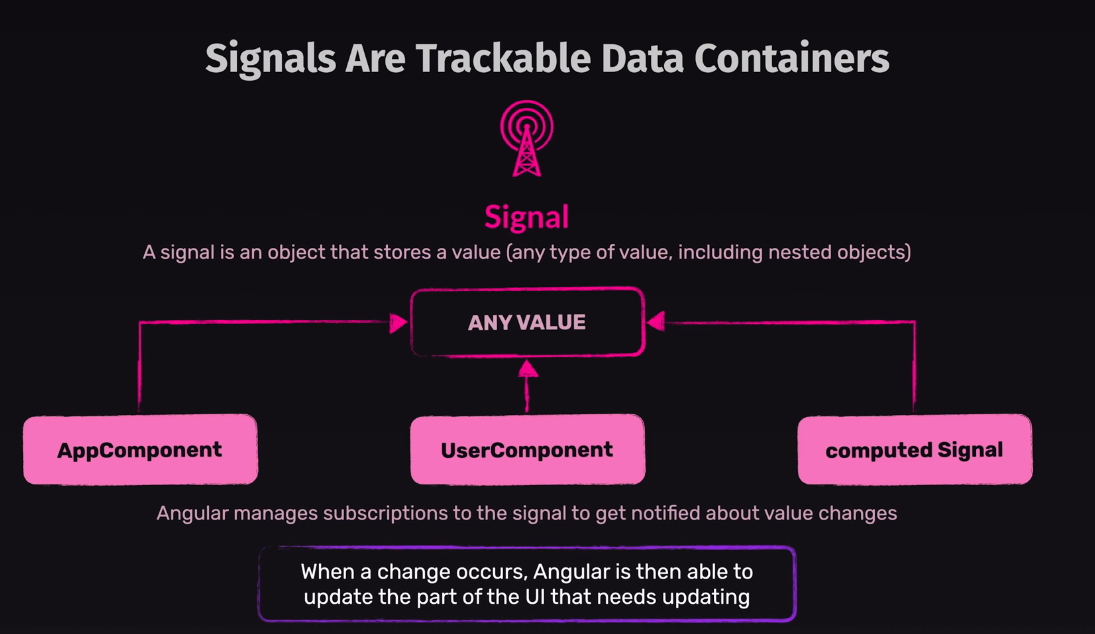 Signals Are Trackable Data Containers
Signal
A signal is an object that stores a value (any type of value, including nested objects)
ANY VALUE
AppComponent
UserComponent
computed Signal
Angular manages subscriptions to the signal to get notified about value changes
When a change occurs, Angular is then able to
update the part of the UI that needs updating